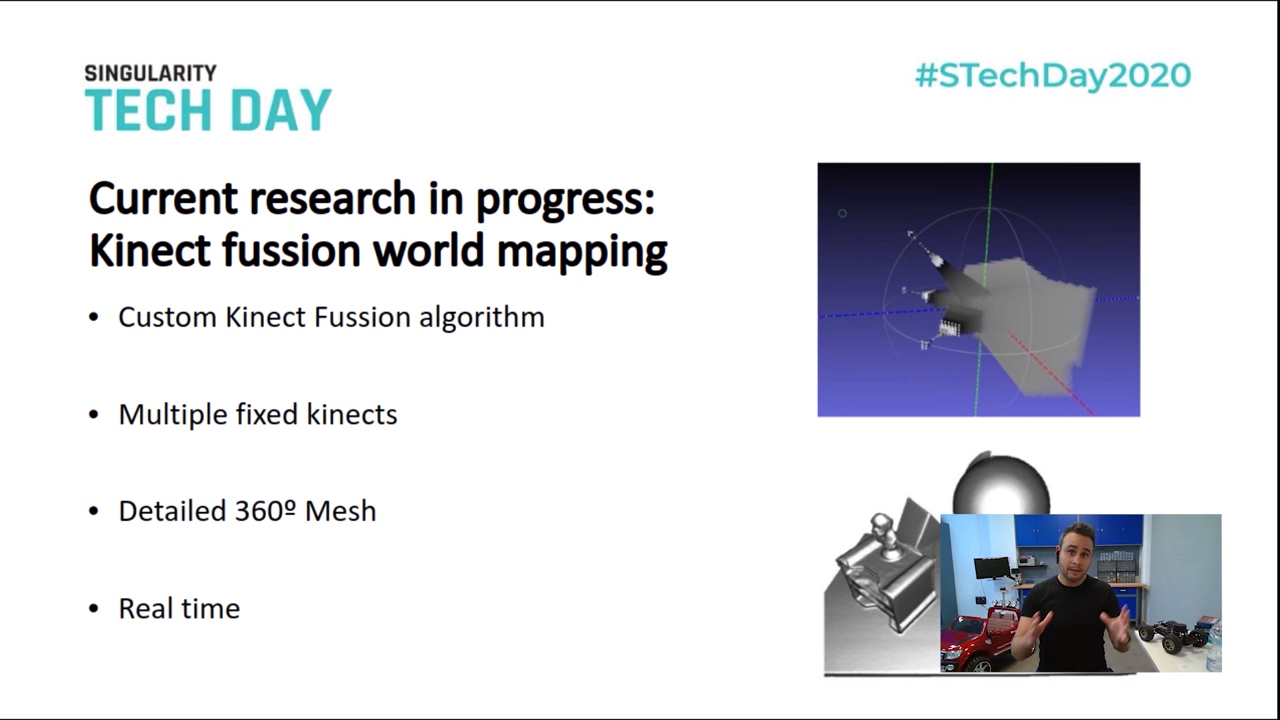 SINGULARITY
TECH DAY
#STechDay2020
Current research in progress:
Kinect fussion world mapping
• Custom Kinect Fussion algorithm
• Multiple fixed kinects
• Detailed 360º Mesh
• Real time